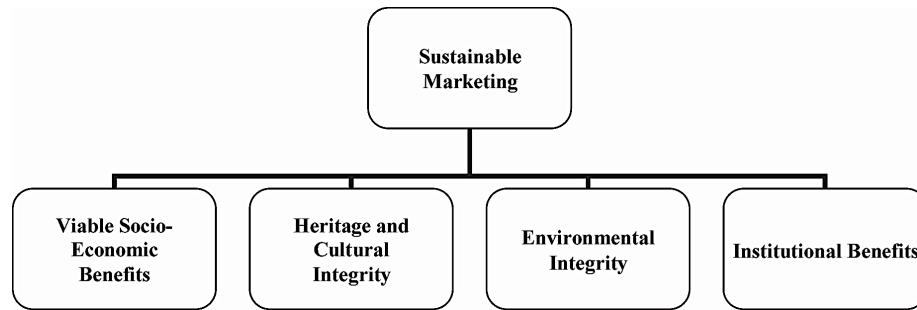 Sustainable
Marketing
Viable Socio-
Economic
Benefits
Heritage and
Cultural
Integrity
Environmental
Integrity
Institutional Benefits